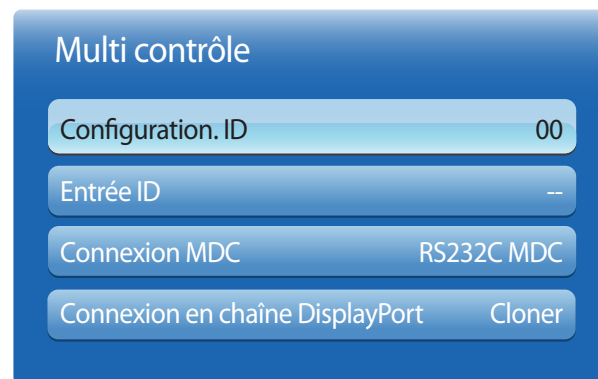 Multi contrôle
Configuration. ID 00
Entrée ID --
Connexion MDC RS232C MDC
Connexion en chaîne DisplayPort Cloner